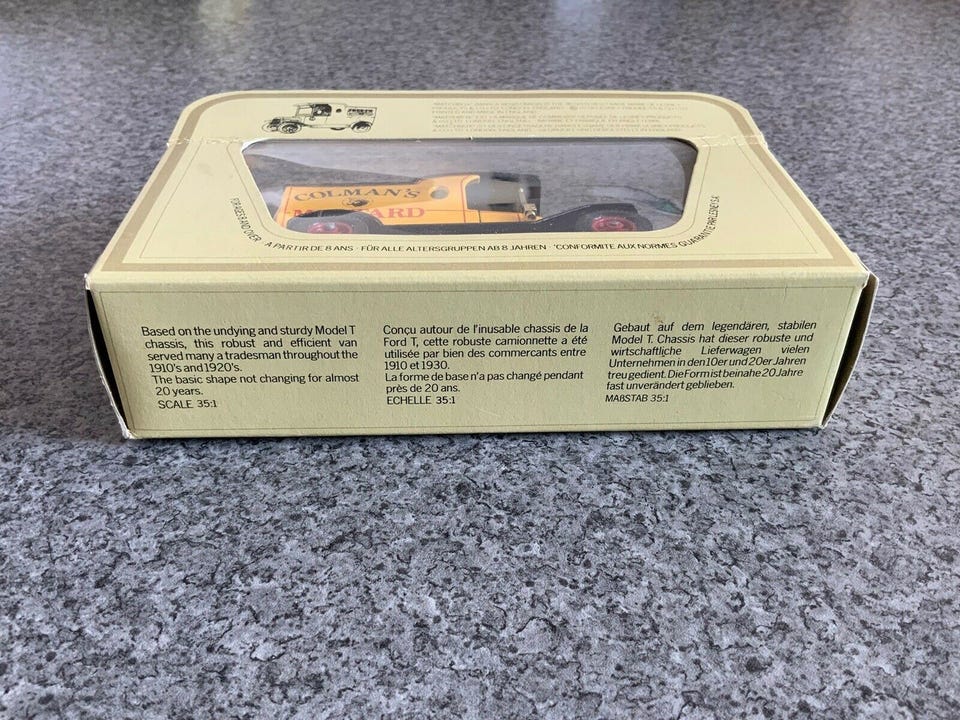 COLMAN'S
FOR AGES 8 AND OVER
A PARTIR DE 8 ANS · FÜR ALLE ALTERSGRUPPEN AB 8 JAHREN · 'CONFORMITE AUX NORMES GUARANTIE PAR LESNEY S.A.'
Based on the undying and sturdy Model T
chassis, this robust and efficient van
served many a tradesman throughout the
1910's and 1920's.
The basic shape not changing for almost
20 years.
SCALE 35:1
Conçu autour de l'inusable chassis de la
Ford T, cette robuste camionnette a été
utilisée par bien des commercants entre
1910 et 1930.
La forme de base n'a pas changé pendant
près de 20 ans.
ECHELLE 35:1
Gebaut auf dem legendären, stabilen
Model T. Chassis hat dieser robuste und
wirtschaftliche Lieferwagen vielen
Unternehmen in den 10er und 20er Jahren
treu gedient. Die Form ist beinahe 20 Jahre
fast unverändert geblieben.
MAßSTAB 35:1